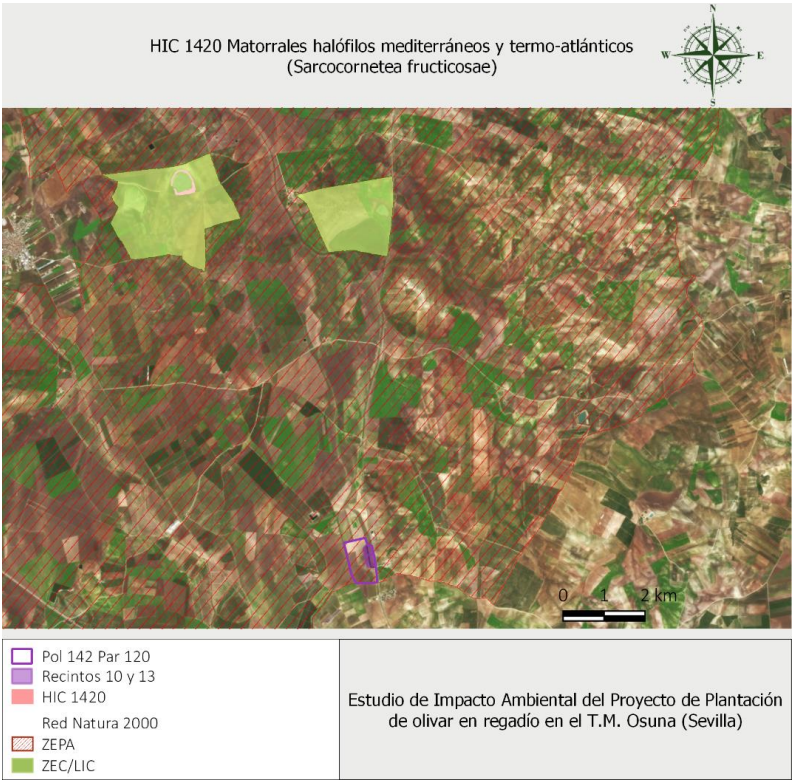 HIC 1420 Matorrales halófilos mediterráneos y termo-atlánticos
(Sarcocornetea fructicosae)
N
W
E
S
0 1 2 km
Pol 142 Par 120
Recintos 10 y 13
HIC 1420
Red Natura 2000
ZEPA
ZEC/LIC
Estudio de Impacto Ambiental del Proyecto de Plantación
de olivar en regadío en el T.M. Osuna (Sevilla)